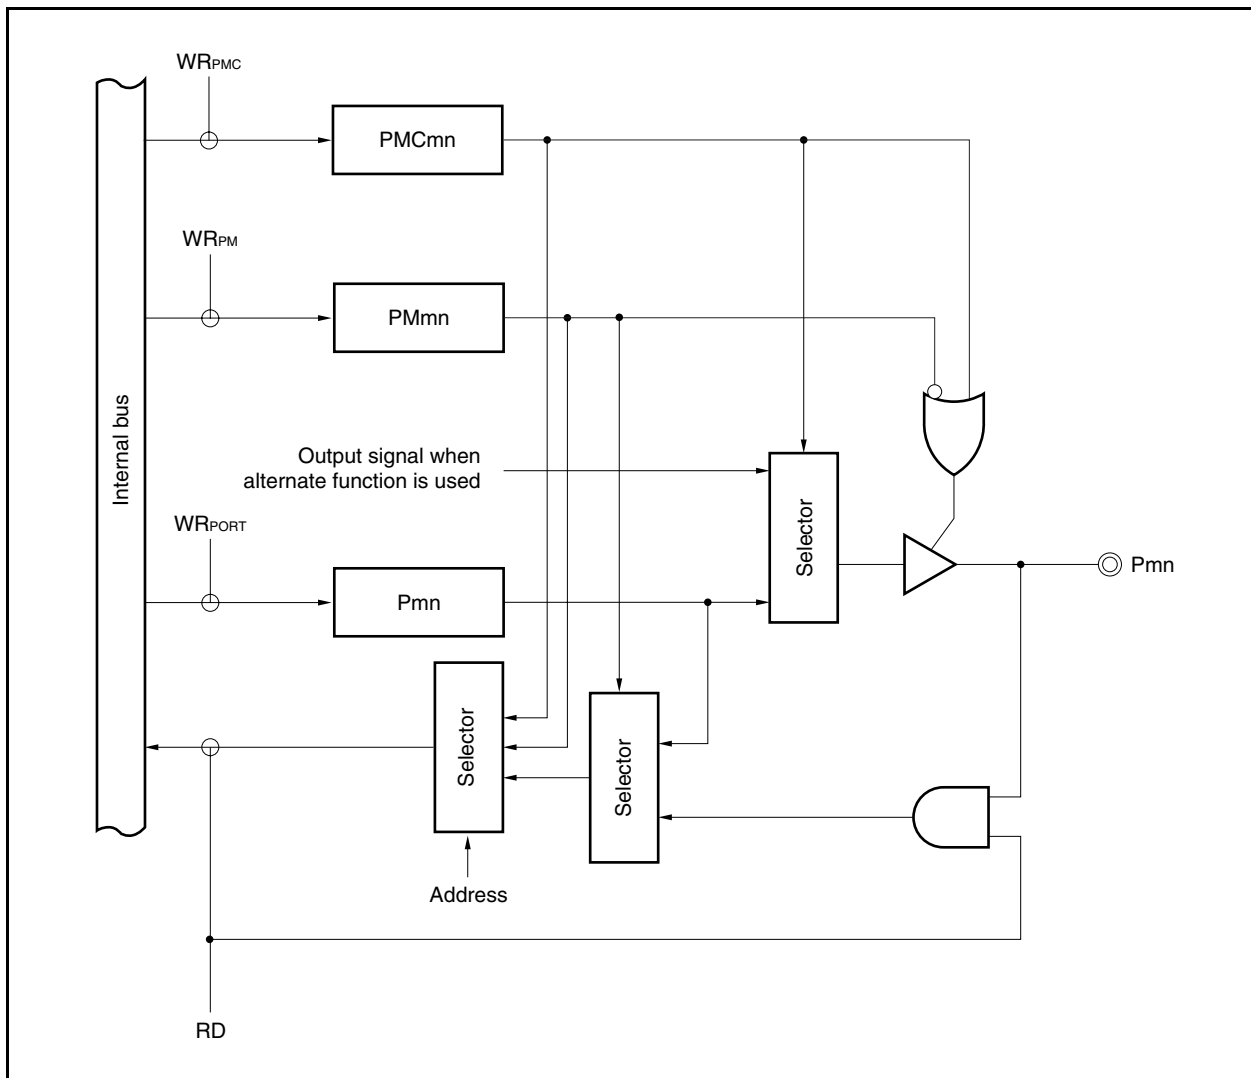 WRPMC
PMCmn
WRPM
PMmn
Internal bus
Output signal when
alternate function is used
Selector
WRPORT
Pmn
Pmn
Selector
Selector
Address
RD